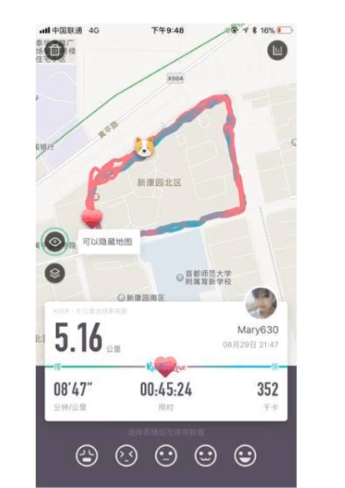 中国联通 4G 下午9:48 16%
X004
黄平路
新康园北区
可以隐藏地图
首都师范大学
附属育新学校
新康园南区
5.16 公里
Mary630
08月29日 21:47
08'47" 00:45:24 352
分钟/公里 用时 千卡